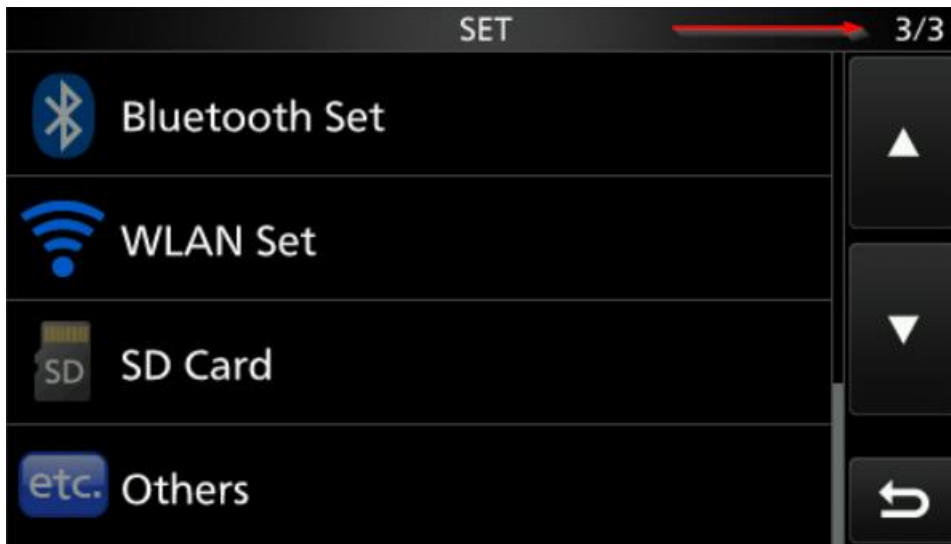 SET 3/3
Bluetooth Set
WLAN Set
SD SD Card
etc. Others